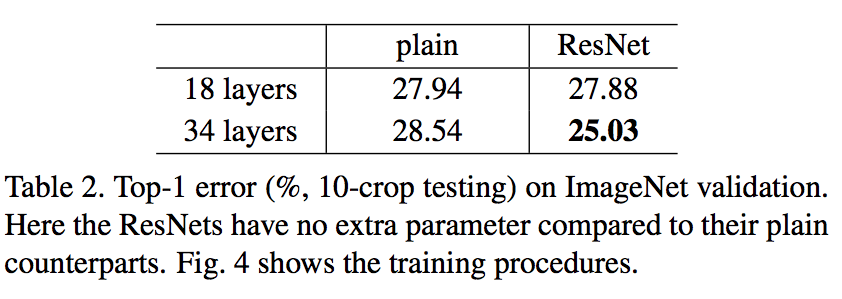 plain ResNet
18 layers 27.94 27.88
34 layers 28.54 25.03
Table 2. Top-1 error (%, 10-crop testing) on ImageNet validation.
Here the ResNets have no extra parameter compared to their plain
counterparts. Fig. 4 shows the training procedures.